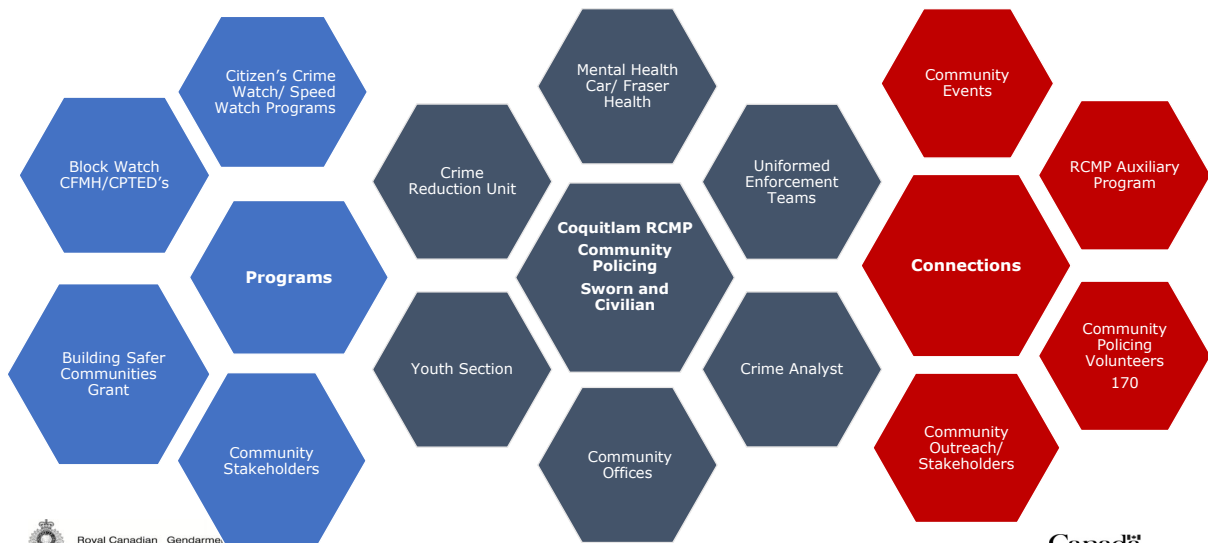 Citizen's Crime
Watch/ Speed
Watch Programs
Block Watch
CFMH/CPTED's
Programs
Building Safer
Communities
Grant
Community
Stakeholders
Mental Health
Car/ Fraser
Health
Crime
Reduction Unit
Uniformed
Enforcement
Teams
Coquitlam RCMP
Community
Policing
Sworn and
Civilian
Youth Section
Crime Analyst
Community
Offices
Community
Events
RCMP Auxiliary
Program
Connections
Community
Policing
Volunteers
170
Community
Outreach/
Stakeholders
Royal Canadian
Canada